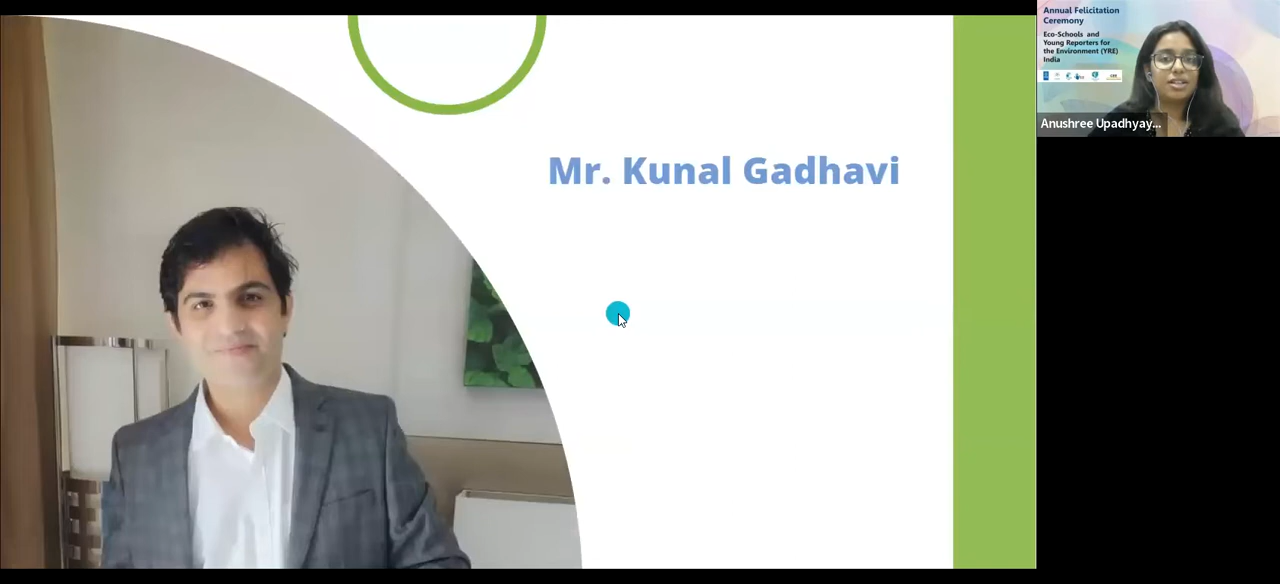 Mr. Kunal Gadhavi
Annual Felicitation
Ceremony
Eco-Schools and
Young Reporters for
the Environment (YRE)
India
Anushree Upadhyay...